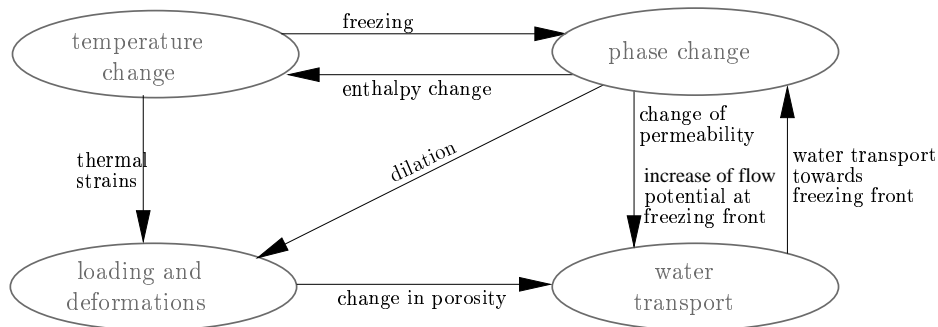 freezing
temperature
change
phase change
enthalpy change
change of
permeability
dilation
thermal
strains
water transport
towards
freezing front
increase of flow
potential at
freezing front
loading and
deformations
water
transport
change in porosity